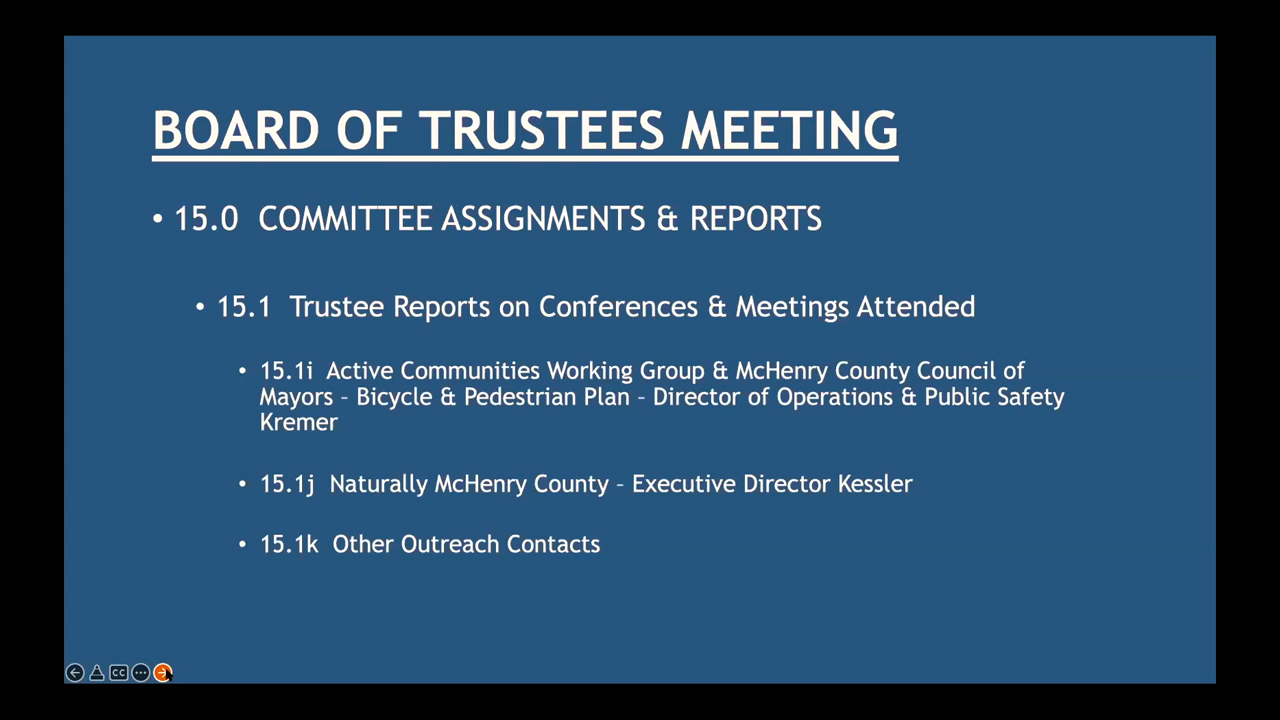 BOARD OF TRUSTEES MEETING
• 15.0 COMMITTEE ASSIGNMENTS & REPORTS
• 15.1 Trustee Reports on Conferences & Meetings Attended
• 15.1i Active Communities Working Group & McHenry County Council of
Mayors – Bicycle & Pedestrian Plan – Director of Operations & Public Safety
Kremer
• 15.1j Naturally McHenry County – Executive Director Kessler
• 15.1k Other Outreach Contacts
CC